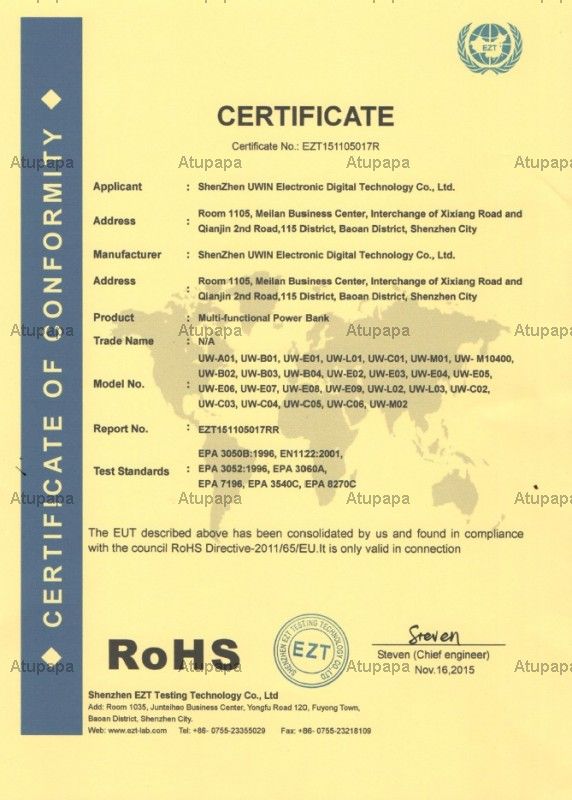 EZT
CERTIFICATE
Certificate No.: EZT151105017R
CERTIFICATE OF CONFORMITY
Atupapa Atupapa Atupapa Atupapa
Applicant : ShenZhen UWIN Electronic Digital Technology Co., Ltd.
Address : Room 1105, Meilan Business Center, Interchange of Xixiang Road and
Qianjin 2nd Road,115 District, Baoan District, Shenzhen City
Manufacturer : ShenZhen UWIN Electronic Digital Technology Co., Ltd.
Address : Room 1105, Meilan Business Center, Interchange of Xixiang Road and
Qianjin 2nd Road,115 District, Baoan District, Shenzhen City
Product : Multi-functional Power Bank
Atupapa Atupapa Atupapa Atupapa
Trade Name : N/A
Model No. : UW-A01, UW-B01, UW-E01, UW-L01, UW-C01, UW-M01, UW- M10400,
UW-B02, UW-B03, UW-B04, UW-E02, UW-E03, UW-E04, UW-E05,
UW-E06, UW-E07, UW-E08, UW-E09, UW-L02, UW-L03, UW-C02,
UW-C03, UW-C04, UW-C05, UW-C06, UW-M02
Report No. : EZT151105017RR
Test Standards : EPA 3050B:1996, EN1122:2001,
EPA 3052:1996, EPA 3060A,
EPA 7196, EPA 3540C, EPA 8270C
Atupapa Atupapa Atupapa Atupapa
The EUT described above has been consolidated by us and found in compliance
with the council RoHS Directive-2011/65/EU.It is only valid in connection
RoHS
SHENZHEN EZT TESTING TECHNOLOGY CO.,LTD
EZT
Steven
Steven (Chief engineer)
Nov.16,2015
Atupapa Atupapa Atupapa Atupapa
Shenzhen EZT Testing Technology Co., Ltd
Add: Room 1035, Junteihao Business Center, Yongfu Road 120, Fuyong Town,
Baoan District, Shenzhen City.
Web: www.ezt-lab.com Tel: +86- 0755-23355029 Fax: +86- 0755-23218109